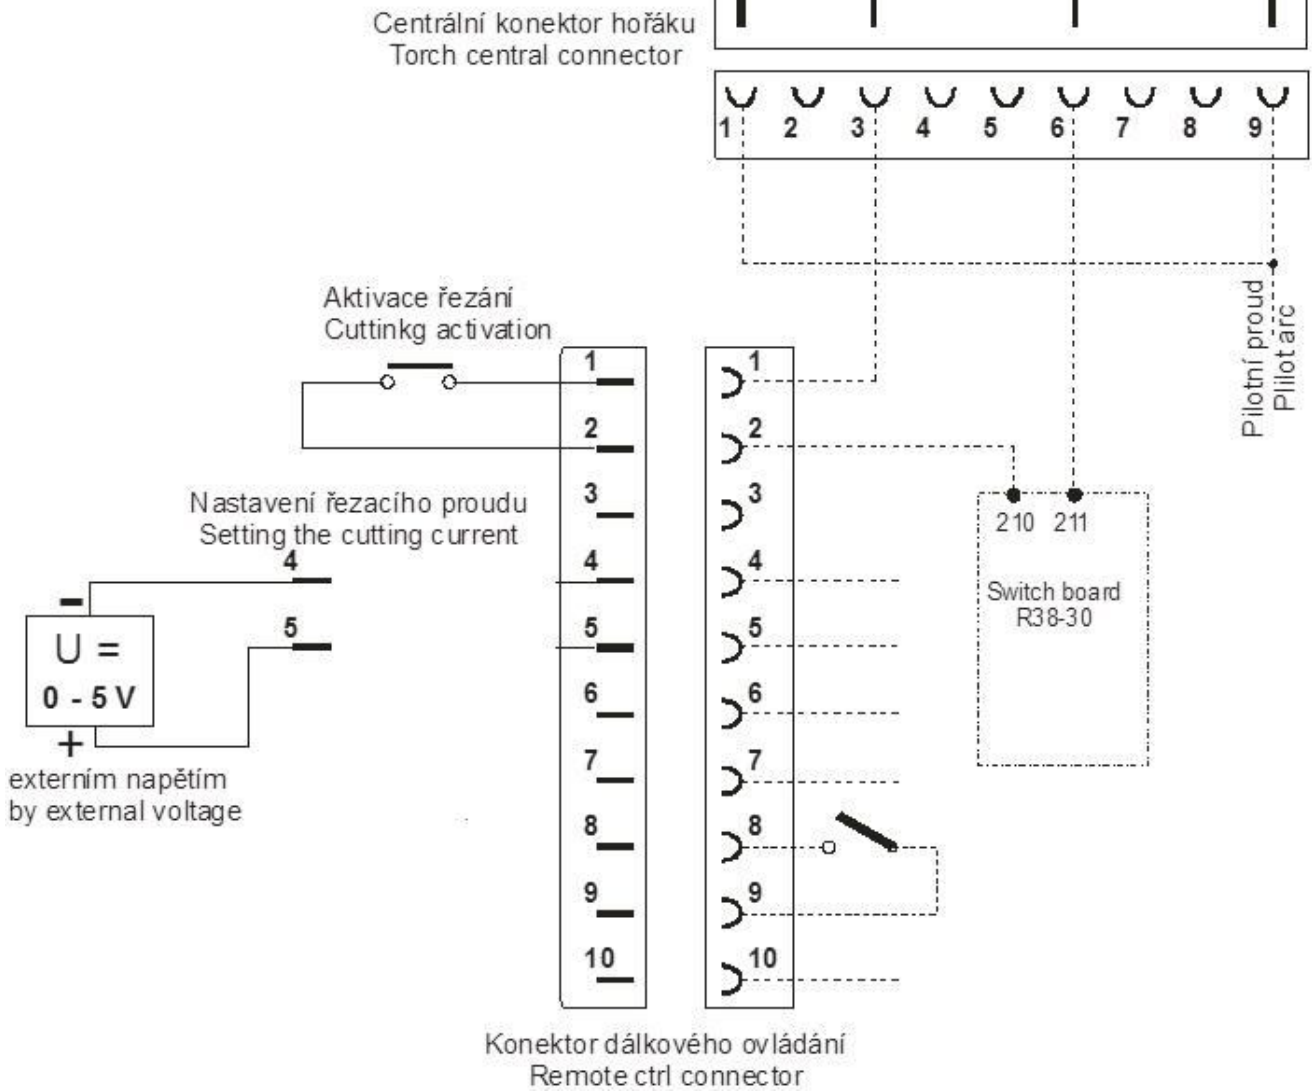 Centrální konektor hořáku
Torch central connector
1 2 3 4 5 6 7 8 9
Pilotní proud
Plilot arc
Aktivace řezání
Cuttinkg activation
1
2
3
4
5
6
7
8
9
10
1
2
3
4
5
6
7
8
9
10
210 211
Switch board
R38-30
Nastavení řezacího proudu
Setting the cutting current
4
5
-
U =
0 - 5 V
+
externím napětím
by external voltage
Konektor dálkového ovládání
Remote ctrl connector